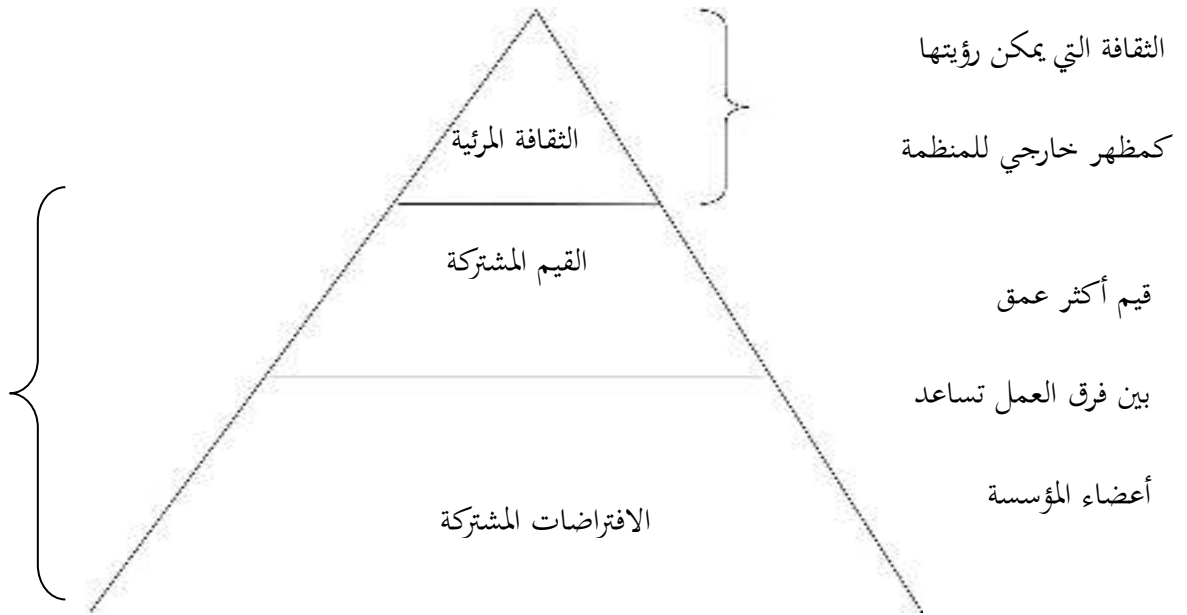 الثقافة التي يمكن رؤيتها
كمظهر خارجي للمنظمة
الثقافة المرئية
القيم المشتركة
قيم أكثر عمق
بين فرق العمل تساعد
أعضاء المؤسسة
الافتراضات المشتركة